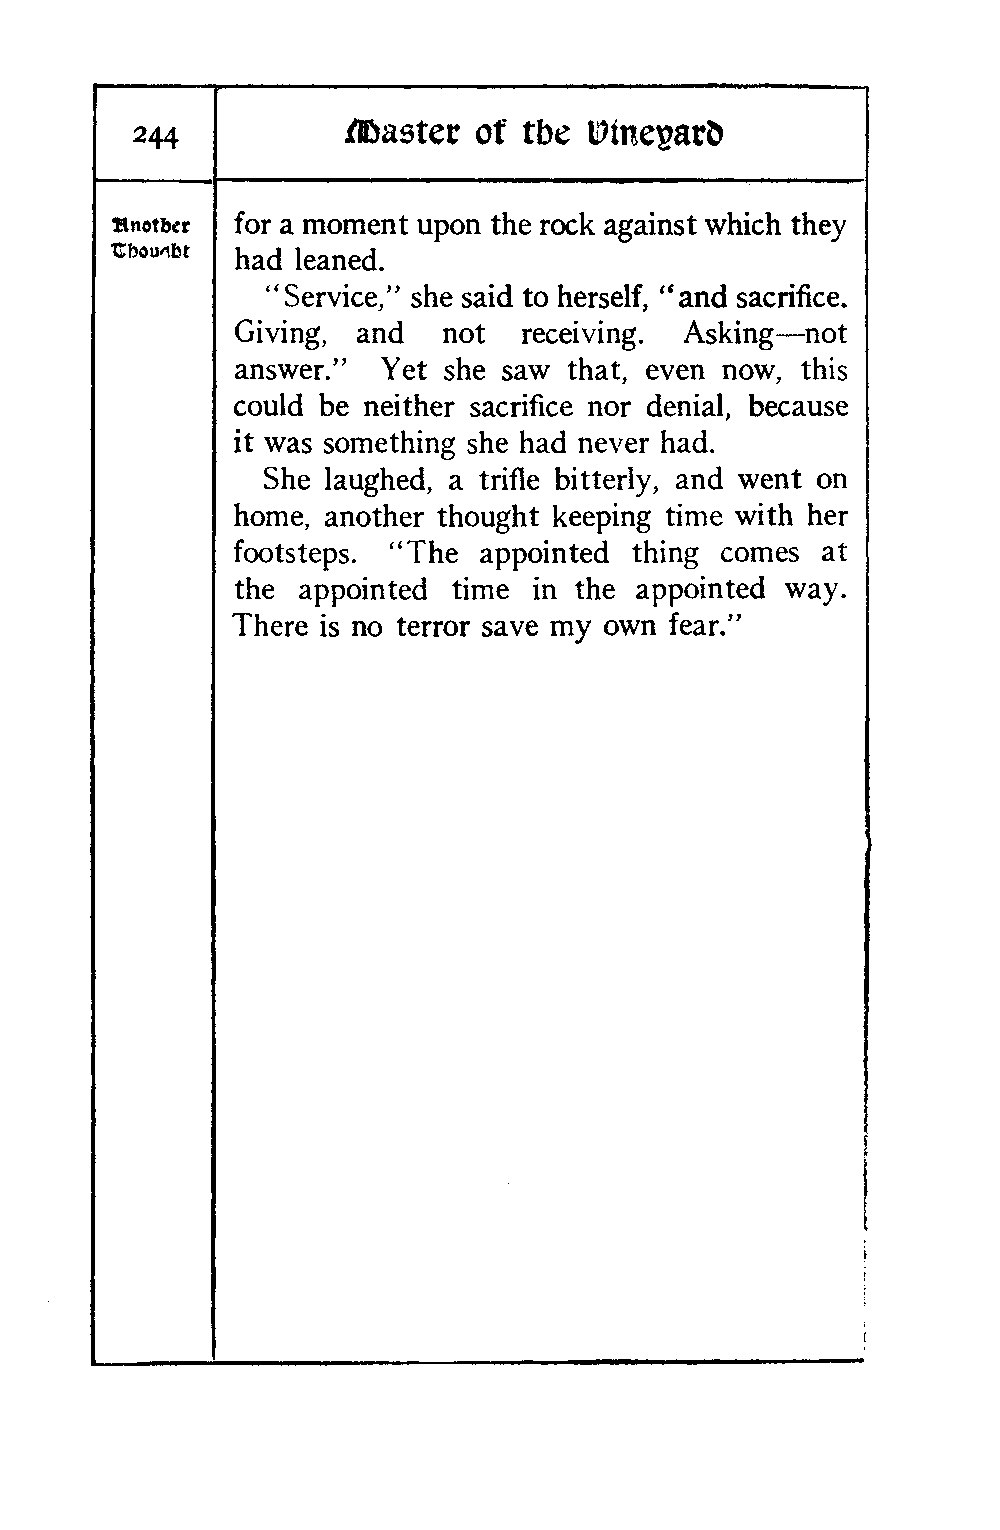 244
Master of the Vineyard
Another
Thought
for a moment upon the rock against which they
had leaned.
“Service,” she said to herself, “and sacrifice.
Giving, and not receiving. Asking—not
answer.” Yet she saw that, even now, this
could be neither sacrifice nor denial, because
it was something she had never had.
She laughed, a trifle bitterly, and went on
home, another thought keeping time with her
footsteps. “The appointed thing comes at
the appointed time in the appointed way.
There is no terror save my own fear.”